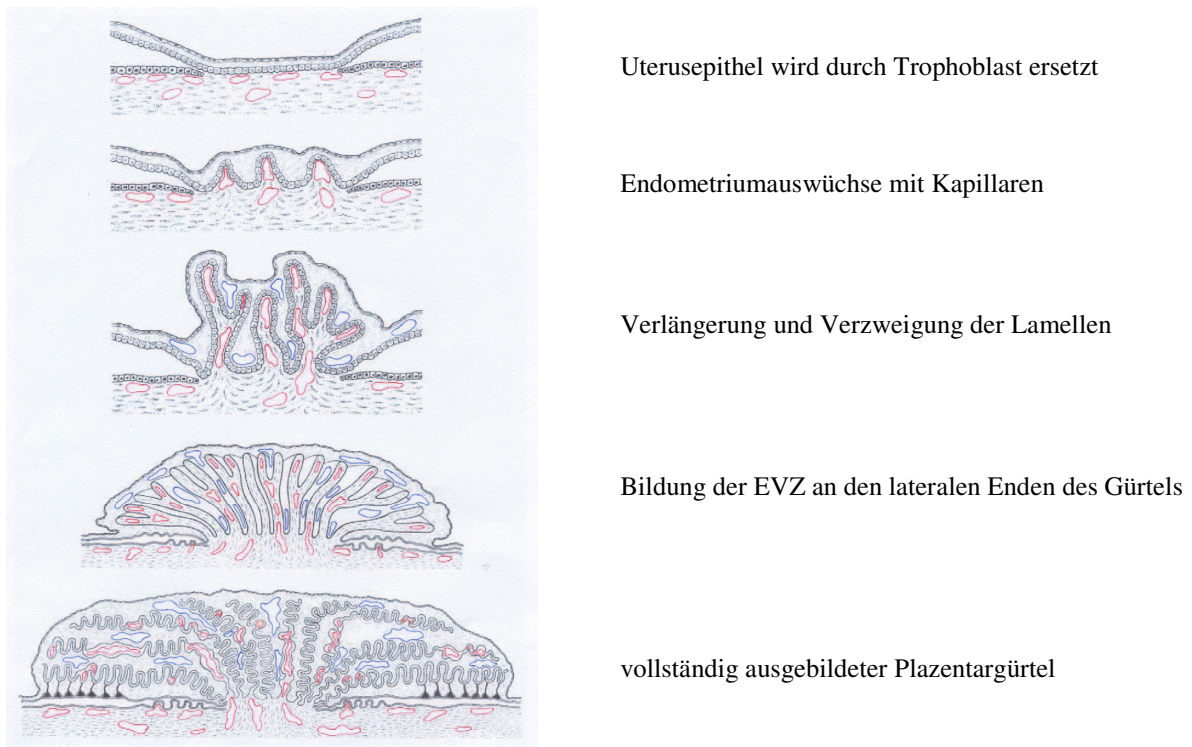 Uterusepithel wird durch Trophoblast ersetzt
Endometriumauswüchse mit Kapillaren
Verlängerung und Verzweigung der Lamellen
Bildung der EVZ an den lateralen Enden des Gürtels
vollständig ausgebildeter Plazentargürtel